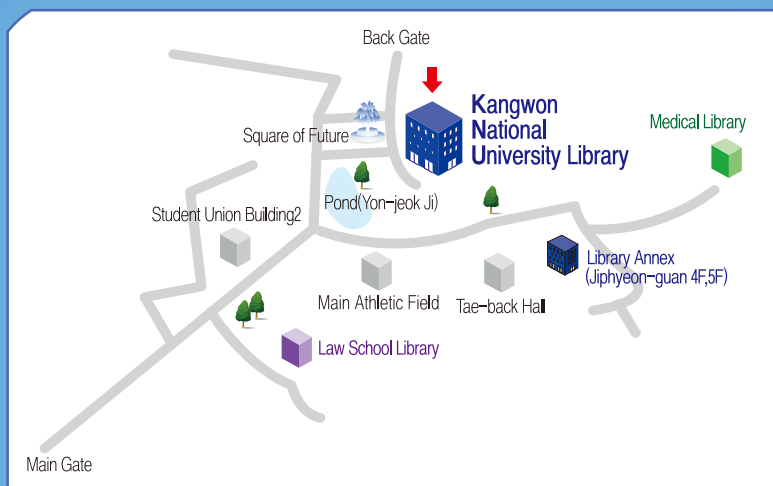 Back Gate
Kangwon
National
University Library
Medical Library
Square of Future
Pond(Yon-jeok Ji)
Student Union Building2
Library Annex
(Jiphyeon-guan 4F,5F)
Main Athletic Field
Tae-back Hall
Law School Library
Main Gate